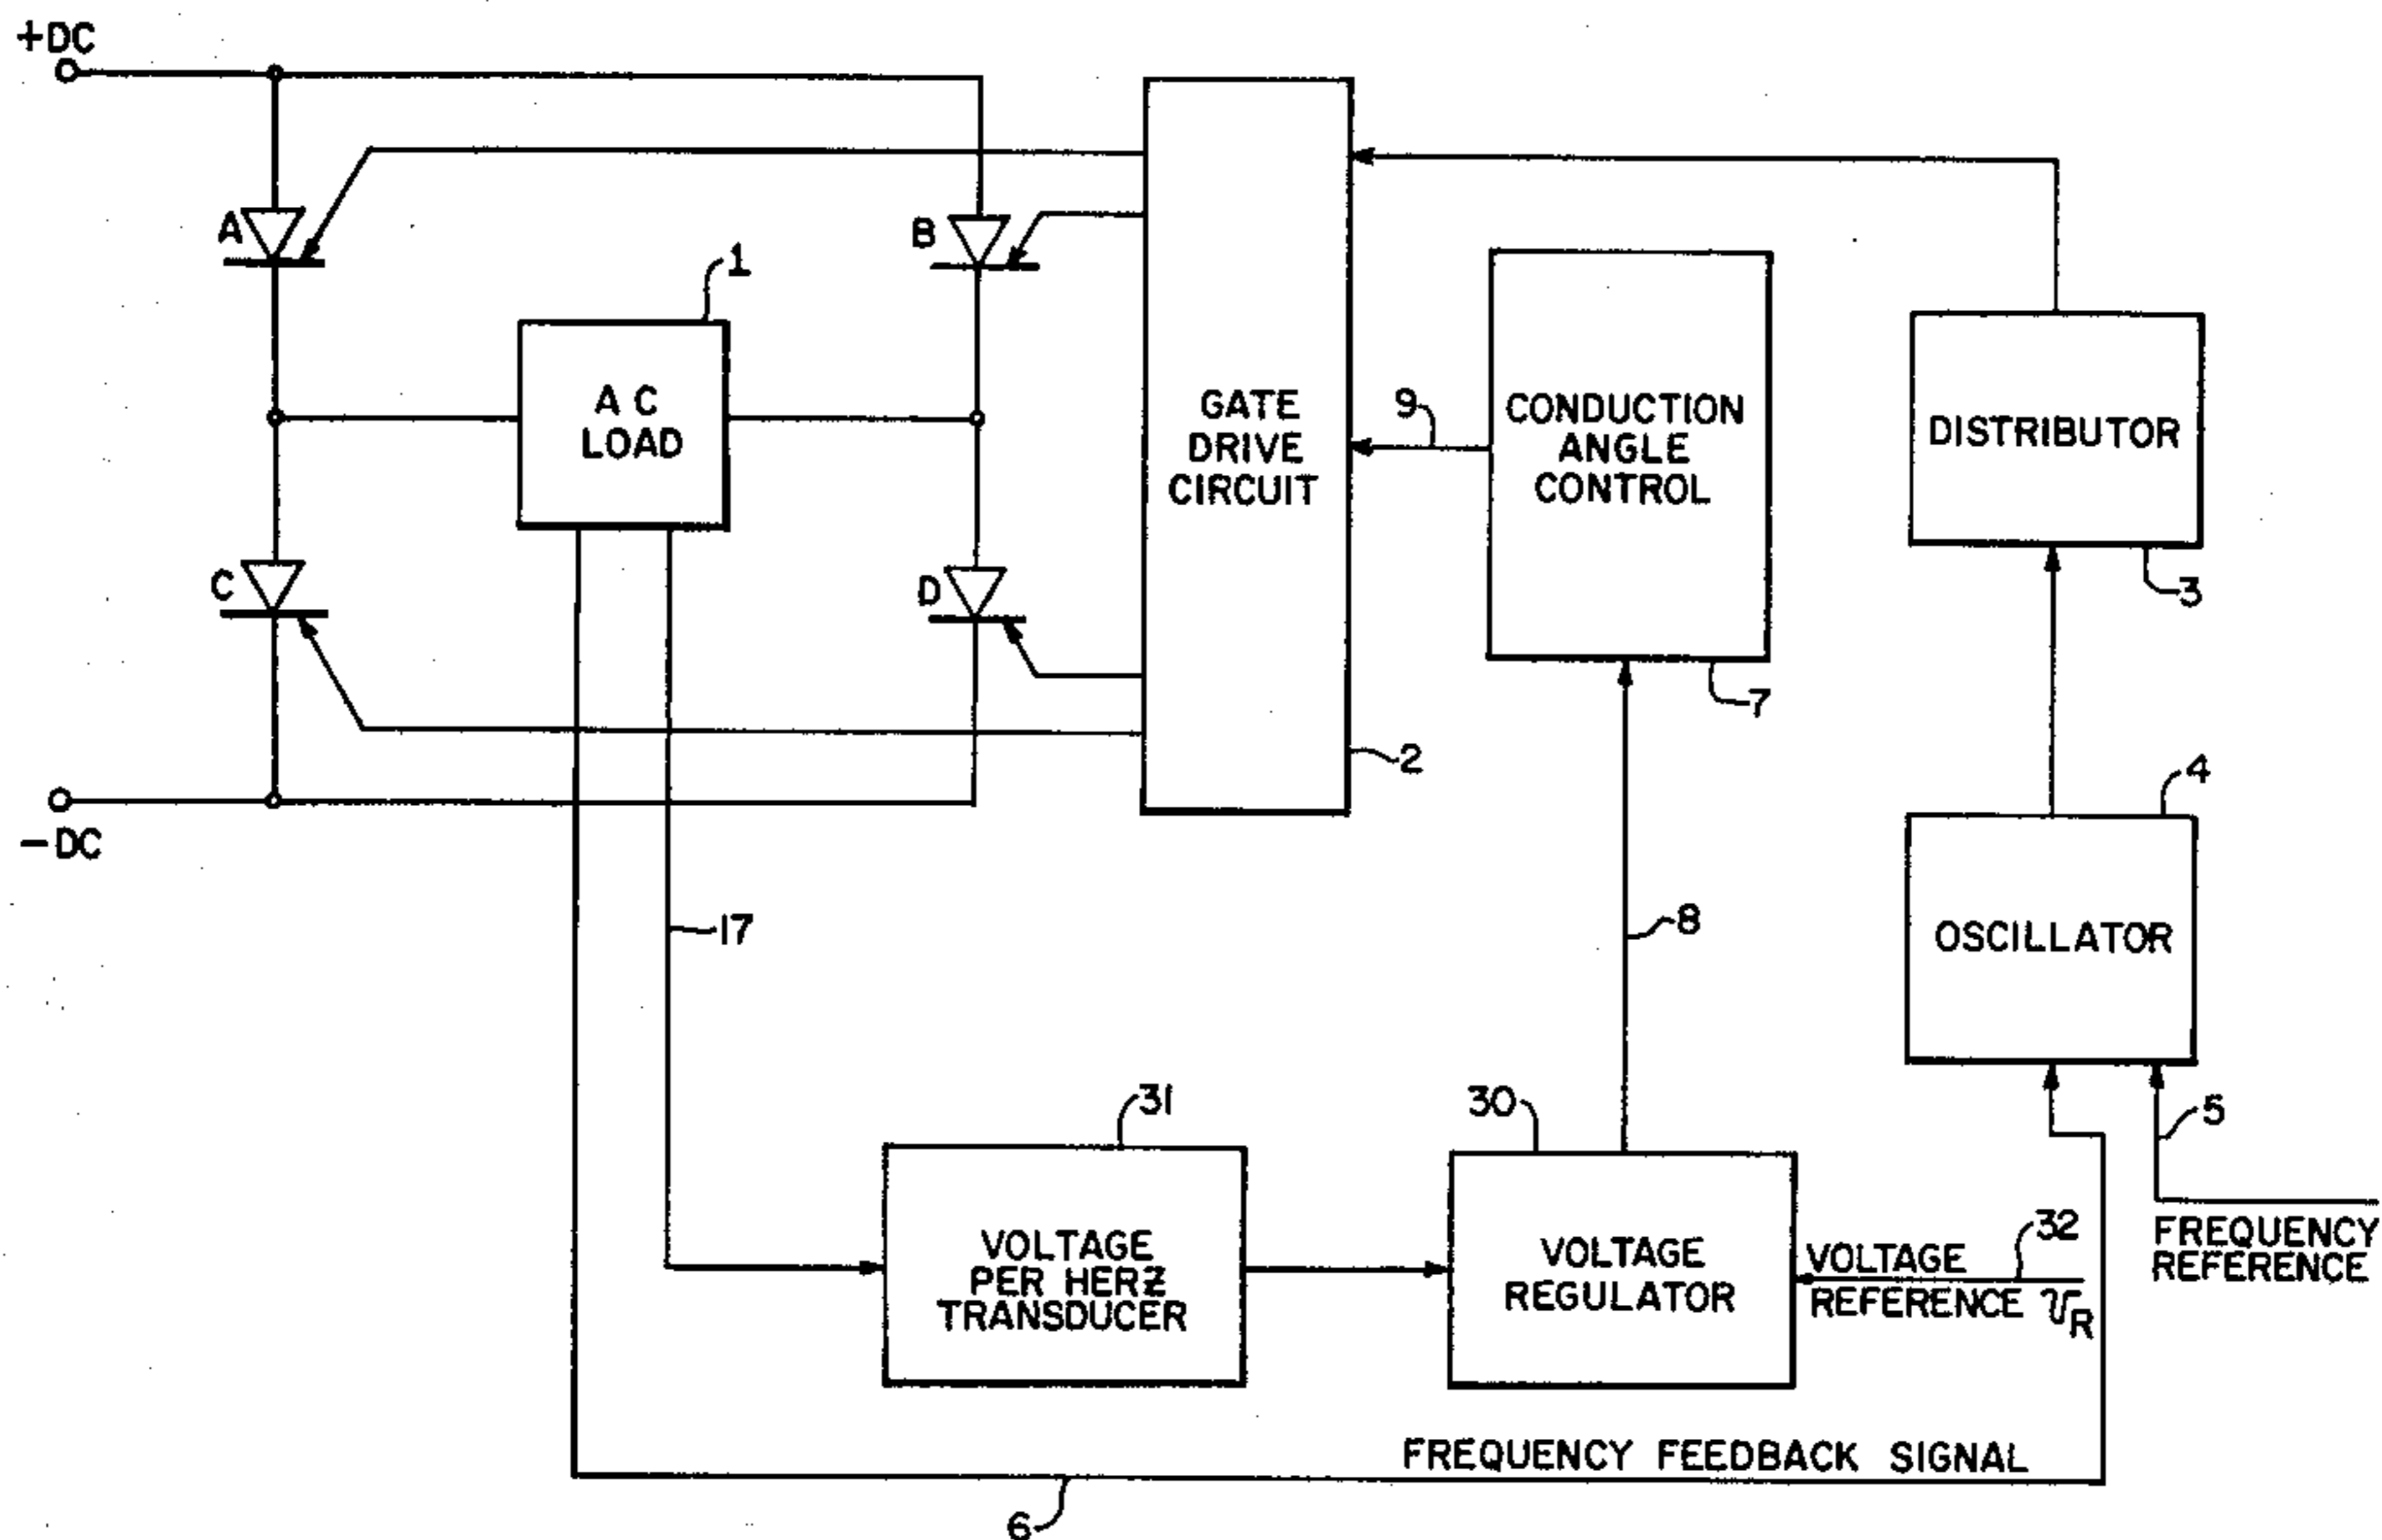 +DC
A
B
1
A C
LOAD
GATE
DRIVE
CIRCUIT
9
CONDUCTION
ANGLE
CONTROL
DISTRIBUTOR
C
D
3
7
2
4
-DC
17
8
OSCILLATOR
31
30
5
VOLTAGE
PER HERZ
TRANSDUCER
VOLTAGE
REGULATOR
VOLTAGE
REFERENCE VR
32
FREQUENCY
REFERENCE
FREQUENCY FEEDBACK SIGNAL
6